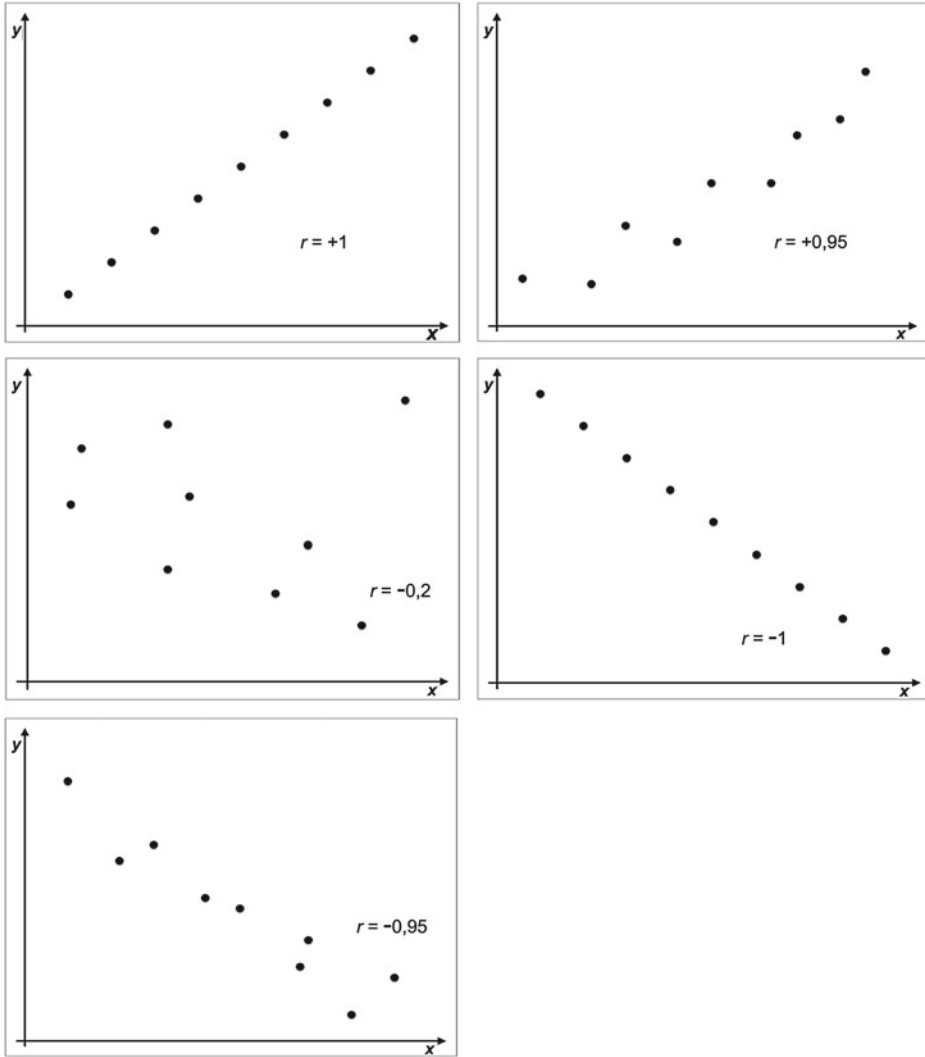 y
r = +1
x
y
r = +0,95
x
y
r = −0,2
x
y
r = −1
x
y
r = −0,95
x